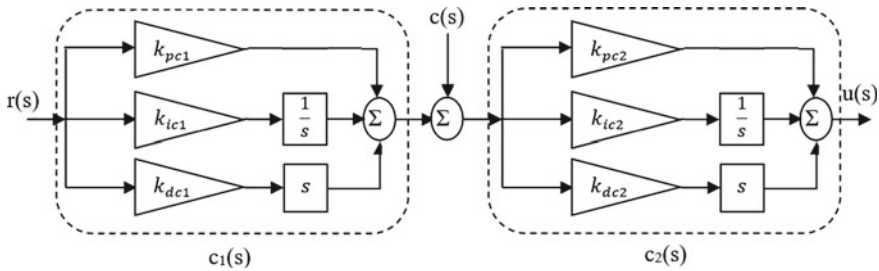 c(s)
k_pc1
k_pc2
r(s)
u(s)
k_ic1
1/s
Σ
Σ
k_ic2
1/s
Σ
k_dc1
s
k_dc2
s
c₁(s)
c₂(s)